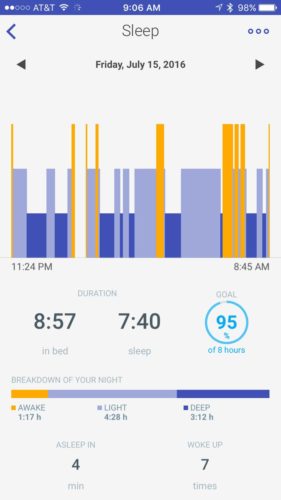 AT&T 9:06 AM 98%
Sleep
Friday, July 15, 2016
11:24 PM 8:45 AM
DURATION GOAL
8:57 7:40 95
%
in bed sleep of 8 hours
BREAKDOWN OF YOUR NIGHT
AWAKE LIGHT DEEP
1:17 h 4:28 h 3:12 h
ASLEEP IN WOKE UP
4 7
min times